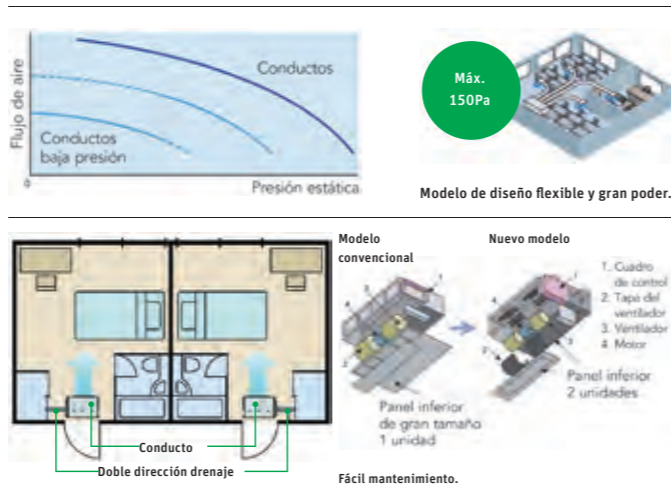 Flujo de aire
Conductos
Conductos
baja presión
0
Presión estática
Máx.
150Pa
Modelo de diseño flexible y gran poder.
Conducto
Doble dirección drenaje
Modelo
convencional
Nuevo modelo
1. Cuadro
de control
2. Tapa del
ventilador
3. Ventilador
4 Motor
Panel inferior
de gran tamaño
1 unidad
Panel inferior
2 unidades
Fácil mantenimiento.